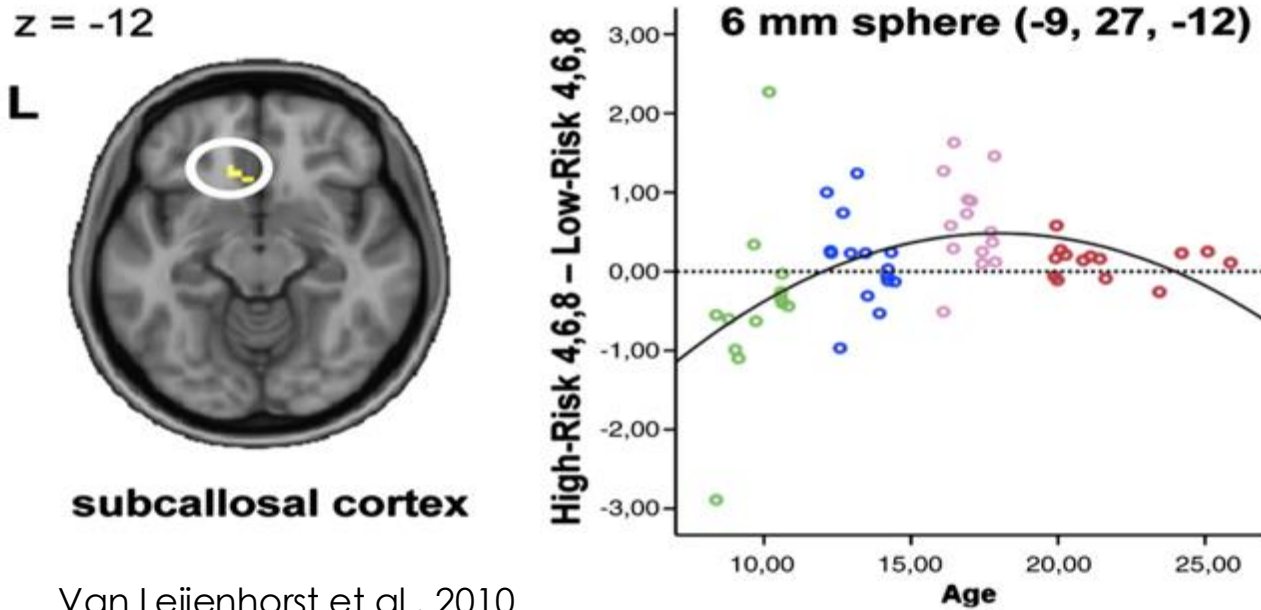 z = -12
L
subcallosal cortex
6 mm sphere (-9, 27, -12)
High-Risk 4,6,8 – Low-Risk 4,6,8
3,00
2,00
1,00
0,00
-1,00
-2,00
-3,00
10,00 15,00 20,00 25,00
Age
Van Leijenhorst et al., 2010